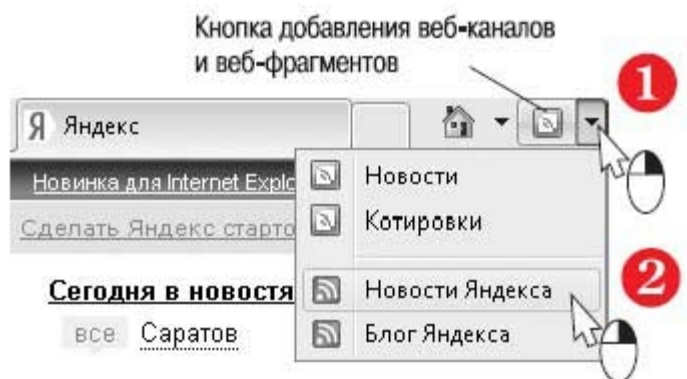 Кнопка добавления веб-каналов
и веб-фрагментов
1
Я Яндекс
Новинка для Internet Explo
Сделать Яндекс старто
Новости
Котировки
Сегодня в новостя
Новости Яндекса
2
все Саратов
Блог Яндекса